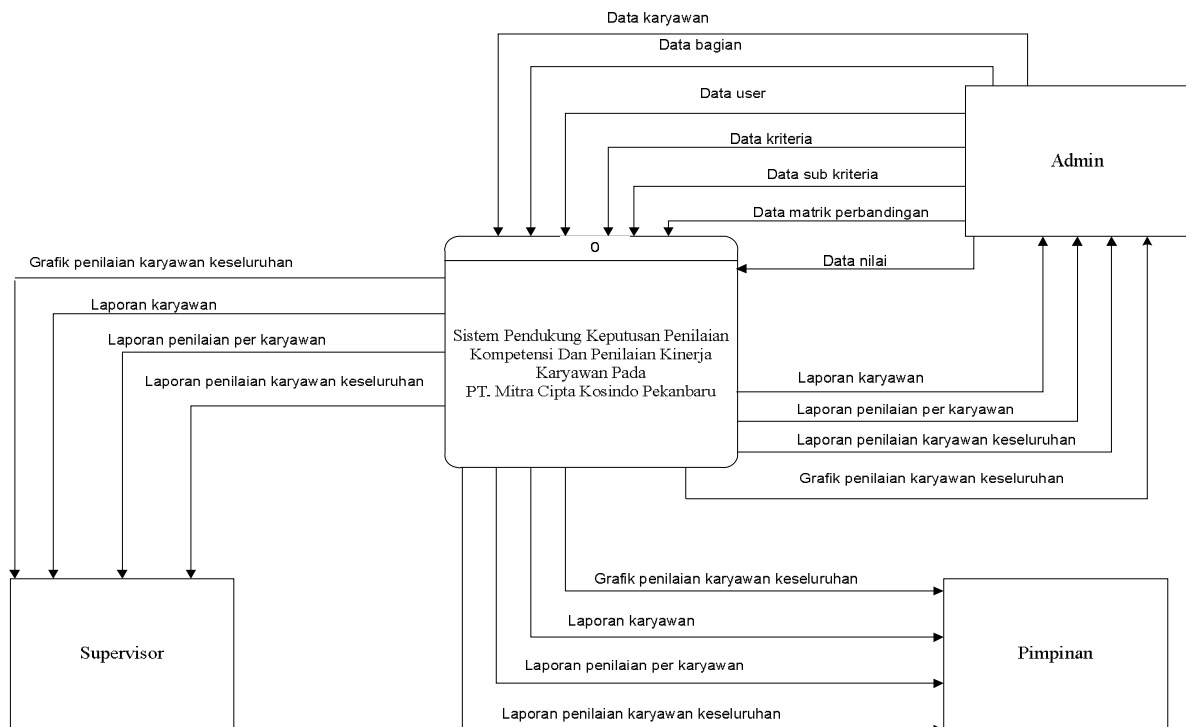 Data karyawan
Data bagian
Data user
Data kriteria
Data sub kriteria
Data matrik perbandingan
Data nilai
Admin
0
Sistem Pendukung Keputusan Penilaian
Kompetensi Dan Penilaian Kinerja
Karyawan Pada
PT. Mitra Cipta Kosindo Pekanbaru
Grafik penilaian karyawan keseluruhan
Laporan karyawan
Laporan penilaian per karyawan
Laporan penilaian karyawan keseluruhan
Laporan karyawan
Laporan penilaian per karyawan
Laporan penilaian karyawan keseluruhan
Grafik penilaian karyawan keseluruhan
Supervisor
Grafik penilaian karyawan keseluruhan
Laporan karyawan
Laporan penilaian per karyawan
Laporan penilaian karyawan keseluruhan
Pimpinan